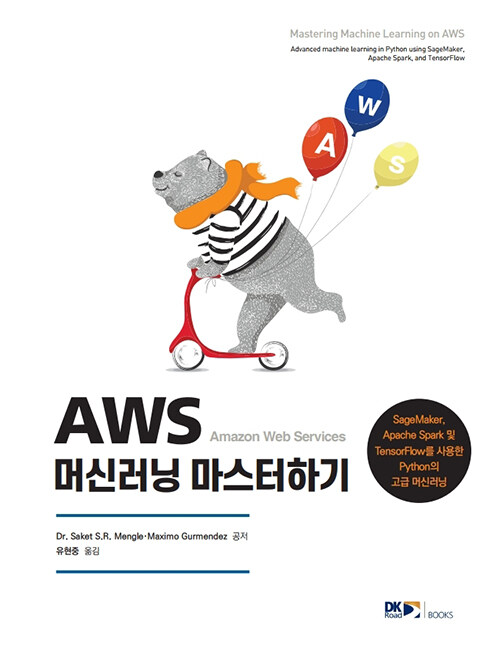 Mastering Machine Learning on AWS
Advanced machine learning in Python using SageMaker,
Apache Spark, and TensorFlow
A
W
S
AWS Amazon Web Services
머신러닝 마스터하기
SageMaker,
Apache Spark 및
TensorFlow를 사용한
Python의
고급 머신러닝
Dr. Saket S.R. Mengle·Maximo Gurmendez 공저
유현중 옮김
DK
Road
BOOKS